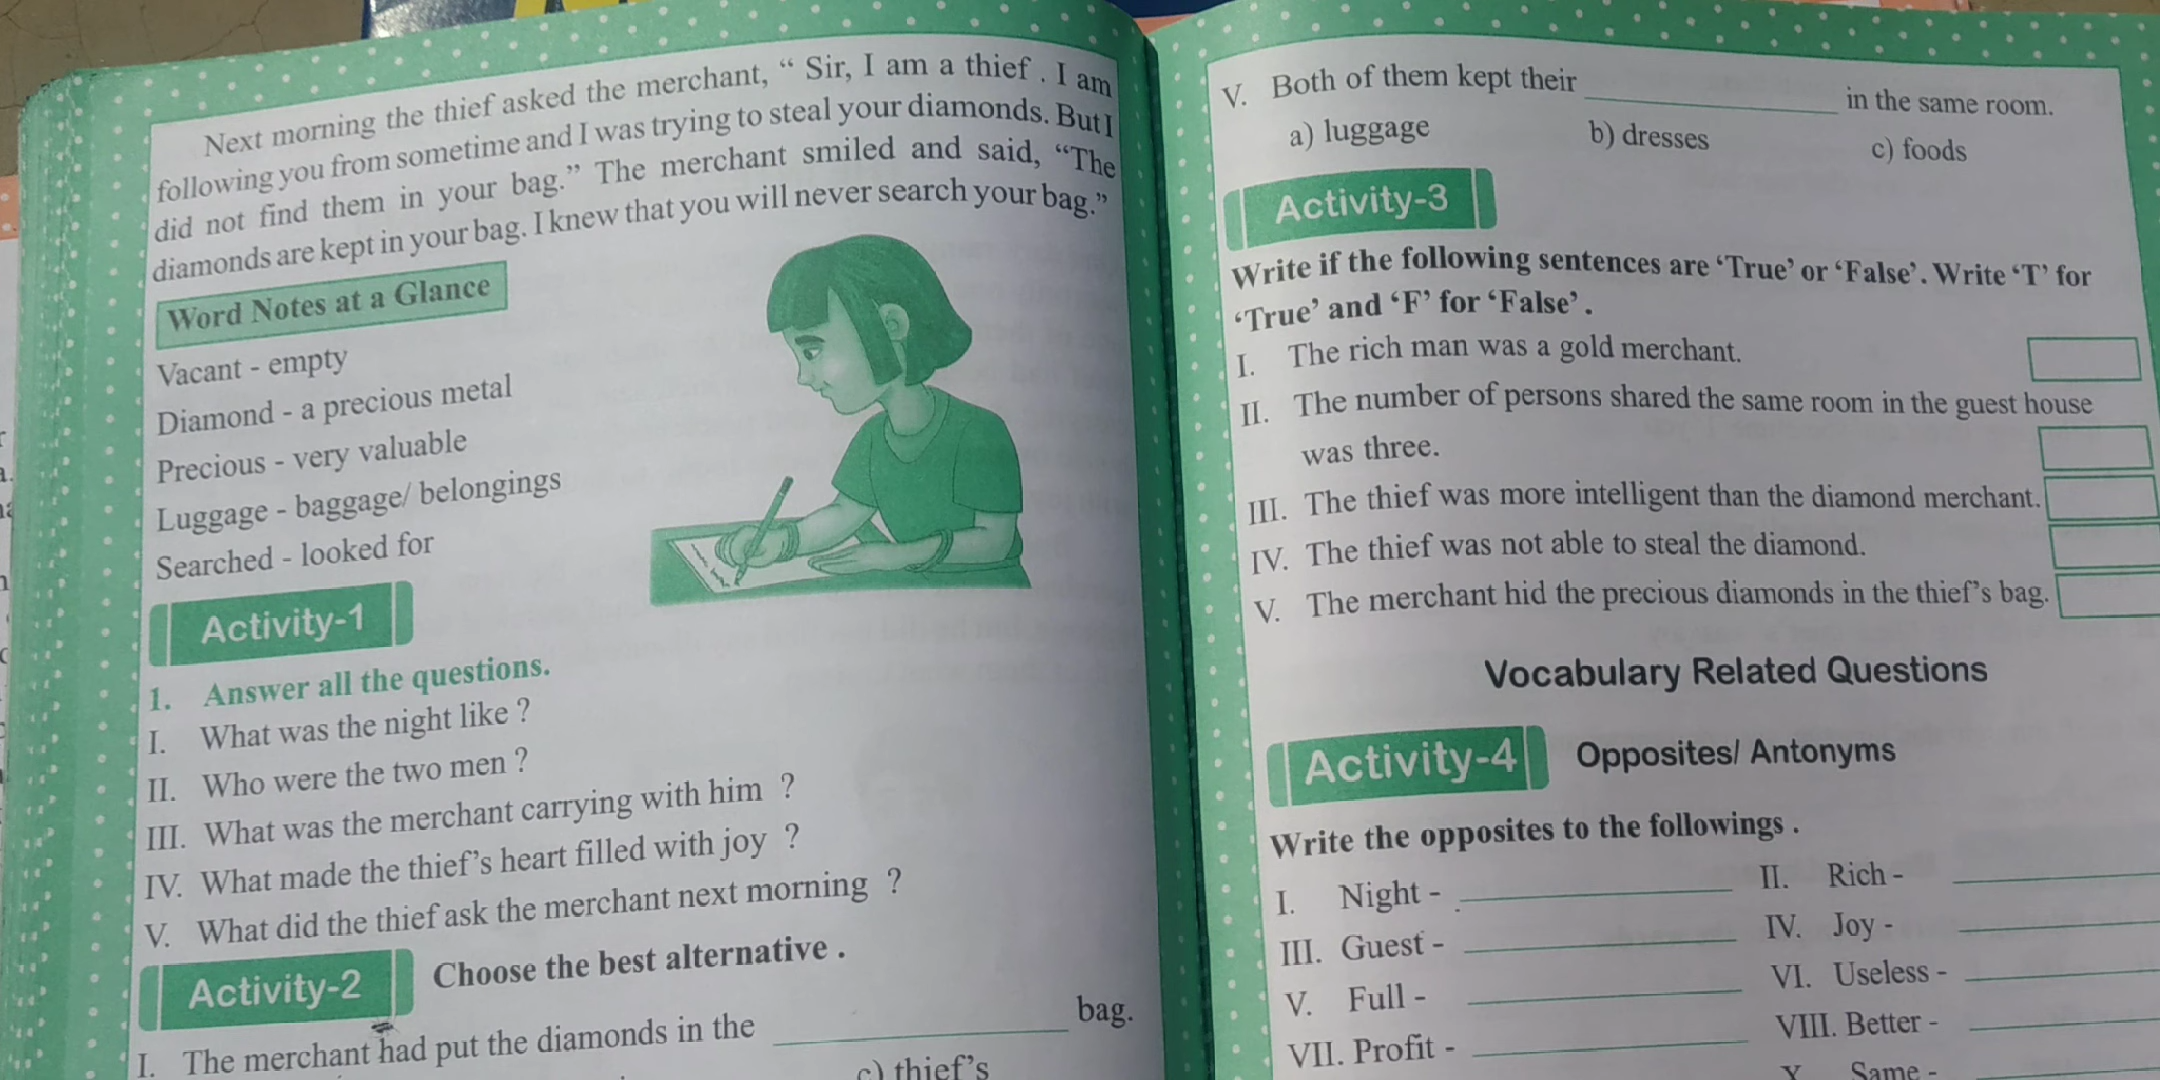 Next morning the thief asked the merchant, “ Sir, I am a thief . I am
following you from sometime and I was trying to steal your diamonds. But I
did not find them in your bag.” The merchant smiled and said, “The
diamonds are kept in your bag. I knew that you will never search your bag.”
Word Notes at a Glance
Vacant - empty
Diamond - a precious metal
Precious - very valuable
Luggage - baggage/ belongings
Searched - looked for
Activity-1
1. Answer all the questions.
I. What was the night like ?
II. Who were the two men ?
III. What was the merchant carrying with him ?
IV. What made the thief’s heart filled with joy ?
V. What did the thief ask the merchant next morning ?
Activity-2 Choose the best alternative .
I. The merchant had put the diamonds in the ____________ bag.
c) thief’s
V. Both of them kept their ____________ in the same room.
a) luggage b) dresses c) foods
Activity-3
Write if the following sentences are ‘True’ or ‘False’. Write ‘T’ for
‘True’ and ‘F’ for ‘False’.
I. The rich man was a gold merchant.
II. The number of persons shared the same room in the guest house
was three.
III. The thief was more intelligent than the diamond merchant.
IV. The thief was not able to steal the diamond.
V. The merchant hid the precious diamonds in the thief’s bag.
Vocabulary Related Questions
Activity-4 Opposites/ Antonyms
Write the opposites to the followings .
I. Night - ____________ II. Rich - ____________
III. Guest - ____________ IV. Joy - ____________
V. Full - ____________ VI. Useless - ____________
VII. Profit - ____________ VIII. Better - ____________
Same -